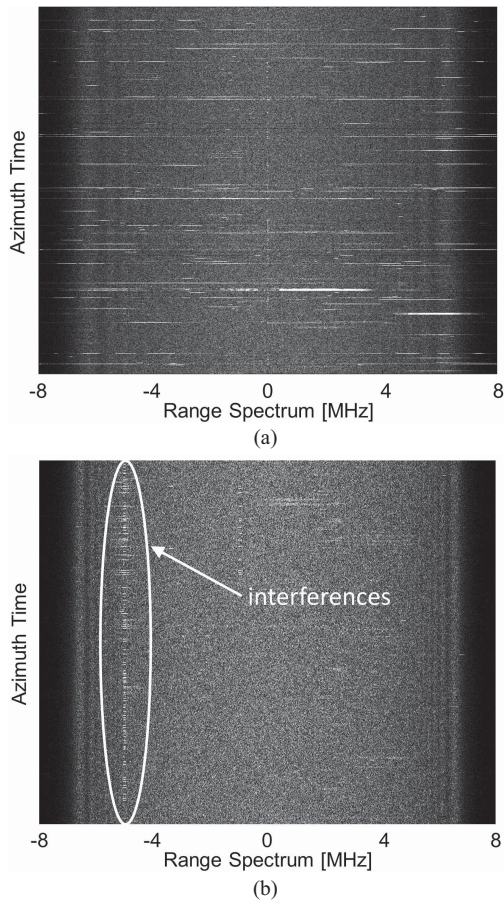 Azimuth Time
-8 -4 0 4 8
Range Spectrum [MHz]
(a)
interferences
Azimuth Time
-8 -4 0 4 8
Range Spectrum [MHz]
(b)